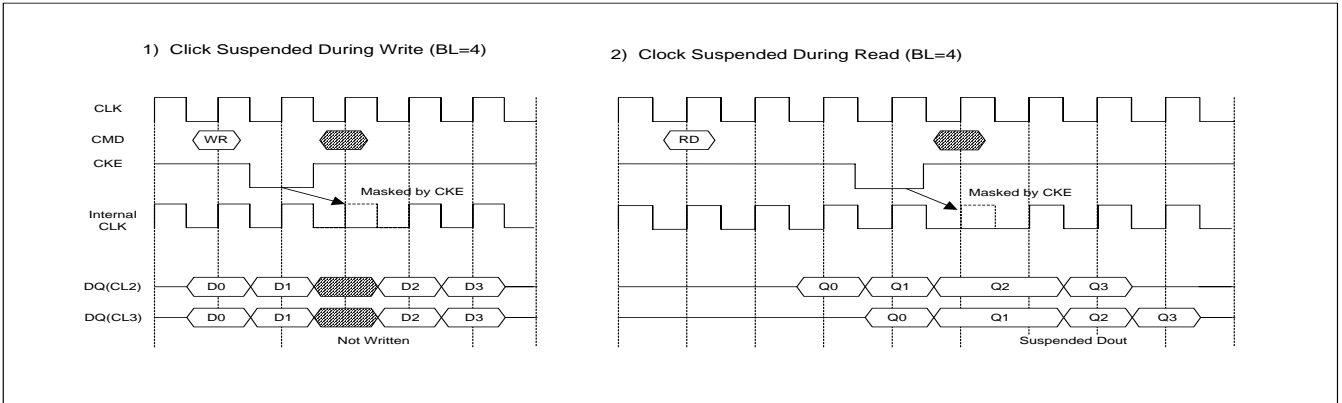 1) Click Suspended During Write (BL=4)
2) Clock Suspended During Read (BL=4)
CLK
CMD
WR
RD
CKE
Masked by CKE
Masked by CKE
Internal
CLK
DQ(CL2)
D0 D1 D2 D3
Q0 Q1 Q2 Q3
DQ(CL3)
D0 D1 D2 D3
Q0 Q1 Q2 Q3
Not Written
Suspended Dout